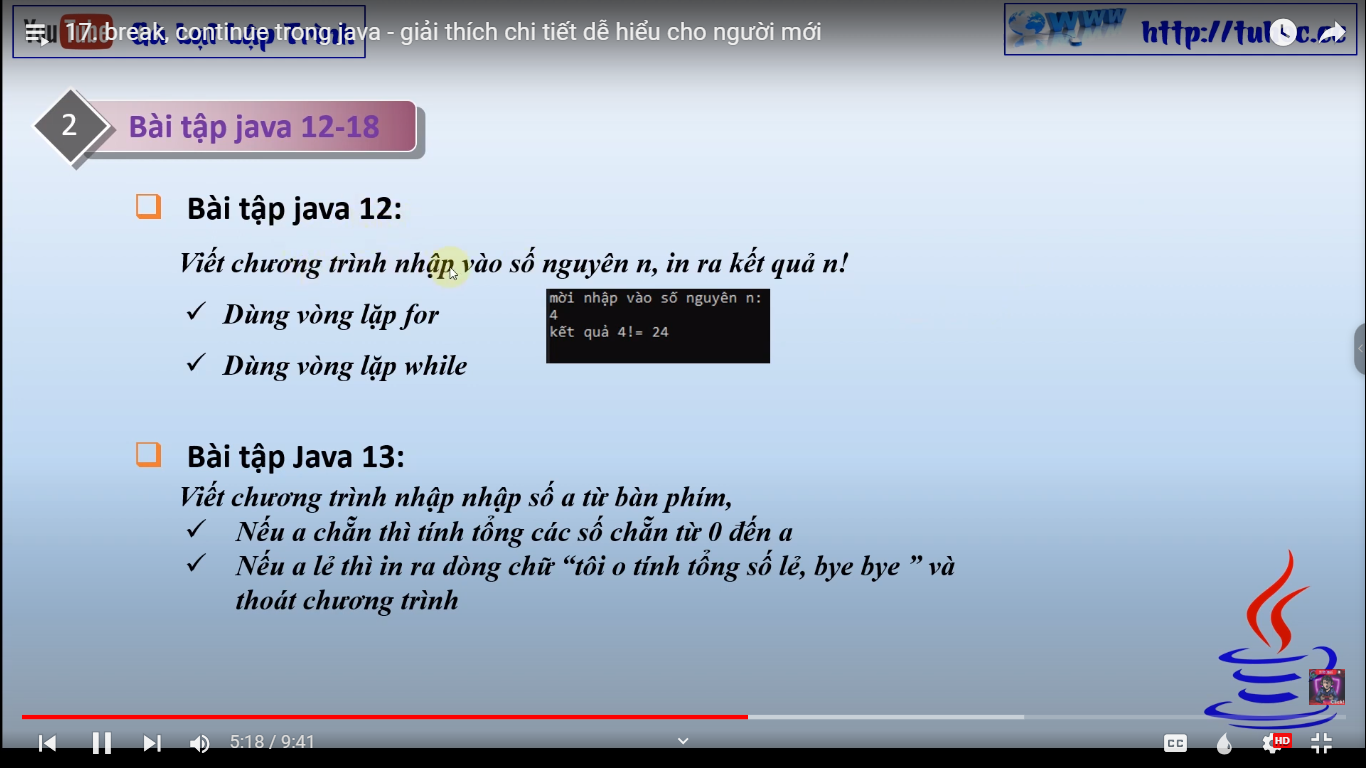 17. break, continue trong java - giải thích chi tiết dễ hiểu cho người mới
http://
2
Bài tập java 12-18
Bài tập java 12:
Viết chương trình nhập vào số nguyên n, in ra kết quả n!
Dùng vòng lặp for
Dùng vòng lặp while
mời nhập vào số nguyên n:
4
kết quả 4!= 24
Bài tập Java 13:
Viết chương trình nhập nhập số a từ bàn phím,
Nếu a chẵn thì tính tổng các số chẵn từ 0 đến a
Nếu a lẻ thì in ra dòng chữ “tôi o tính tổng số lẻ, bye bye ” và
thoát chương trình
5:18 / 9:41
CC
HD